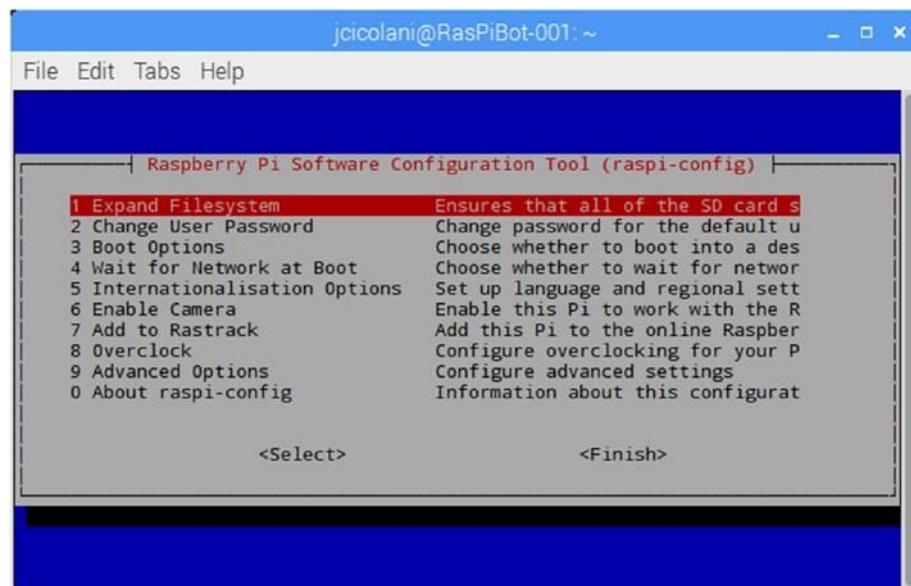 jcicolani@RasPiBot-001: ~
File Edit Tabs Help
Raspberry Pi Software Configuration Tool (raspi-config)
1 Expand Filesystem Ensures that all of the SD card s
2 Change User Password Change password for the default u
3 Boot Options Choose whether to boot into a des
4 Wait for Network at Boot Choose whether to wait for networ
5 Internationalisation Options Set up language and regional sett
6 Enable Camera Enable this Pi to work with the R
7 Add to Rastrack Add this Pi to the online Raspber
8 Overclock Configure overclocking for your P
9 Advanced Options Configure advanced settings
0 About raspi-config Information about this configurat
<Select> <Finish>